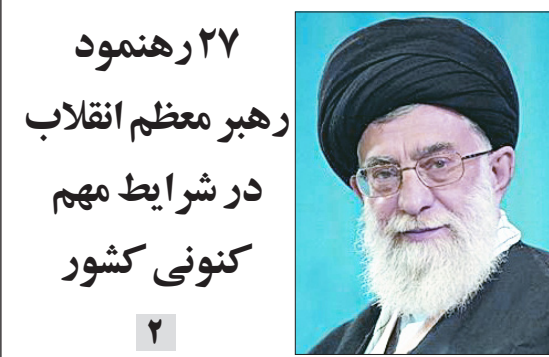 ۲۷ رهنمود
رهبر معظم انقلاب
در شرایط مهم
کنونی کشور
۲